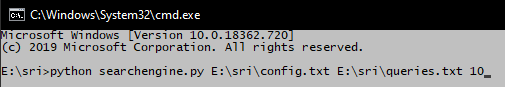 C:\Windows\System32\cmd.exe
Microsoft Windows [Version 10.0.18362.720]
(c) 2019 Microsoft Corporation. All rights reserved.
E:\sri>python searchengine.py E:\sri\config.txt E:\sri\queries.txt 10_